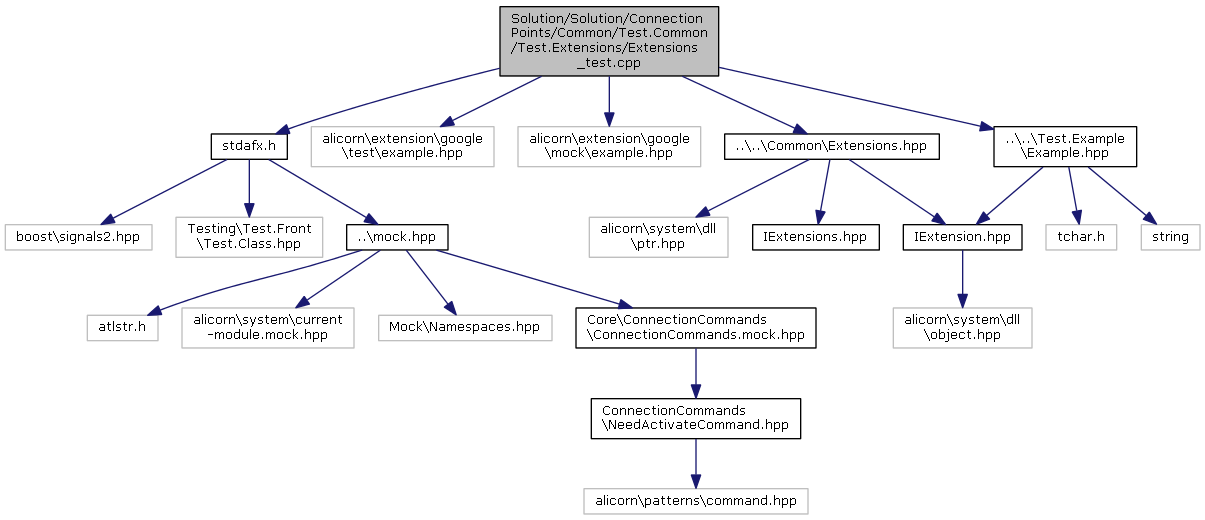 Solution/Solution/Connection
Points/Common/Test.Common
/Test.Extensions/Extensions
_test.cpp
stdafx.h
alicorn\extension\google
\test\example.hpp
alicorn\extension\google
\mock\example.hpp
..\..\Common\Extensions.hpp
..\..\Test.Example
\Example.hpp
boost\signals2.hpp
Testing\Test.Front
\Test.Class.hpp
..\mock.hpp
alicorn\system\dll
\ptr.hpp
IExtensions.hpp
IExtension.hpp
tchar.h
string
atlstr.h
alicorn\system\current
-module.mock.hpp
Mock\Namespaces.hpp
Core\ConnectionCommands
\ConnectionCommands.mock.hpp
alicorn\system\dll
\object.hpp
ConnectionCommands
\NeedActivateCommand.hpp
alicorn\patterns\command.hpp